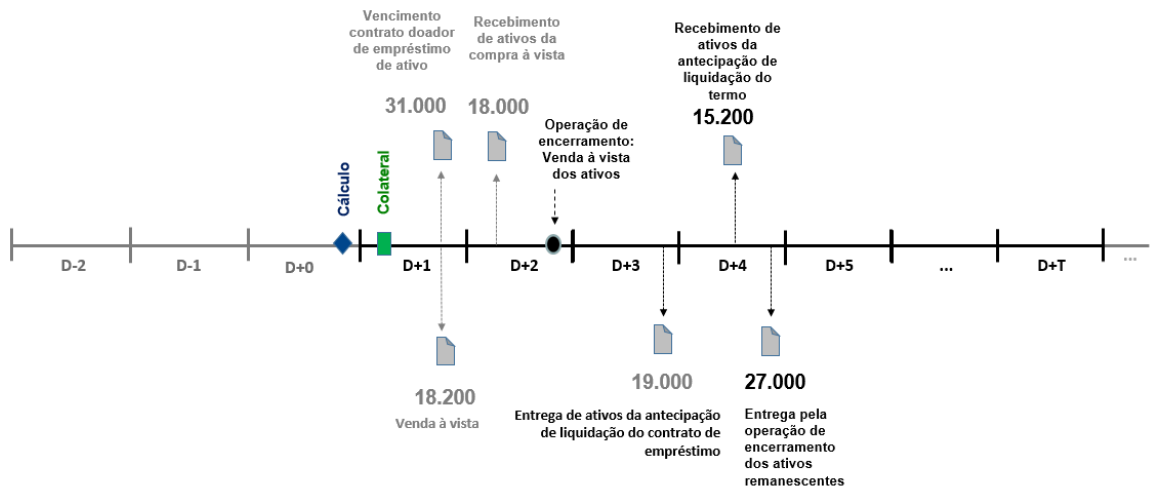 Vencimento
contrato doador
de empréstimo
de ativo
31.000
Recebimento
de ativos da
compra à vista
18.000
Operação de
encerramento:
Venda à vista
dos ativos
Recebimento de
ativos da
antecipação de
liquidação do
termo
15.200
Cálculo
Colateral
D-2
D-1
D+0
D+1
D+2
D+3
D+4
D+5
...
D+T
...
18.200
Venda à vista
19.000
Entrega de ativos da antecipação
de liquidação do contrato de
empréstimo
27.000
Entrega pela
operação de
encerramento
dos ativos
remanescentes